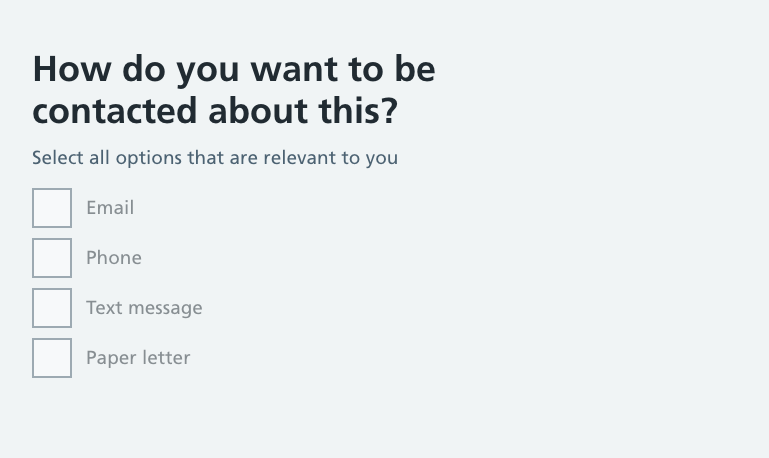 How do you want to be
contacted about this?
Select all options that are relevant to you
Email
Phone
Text message
Paper letter